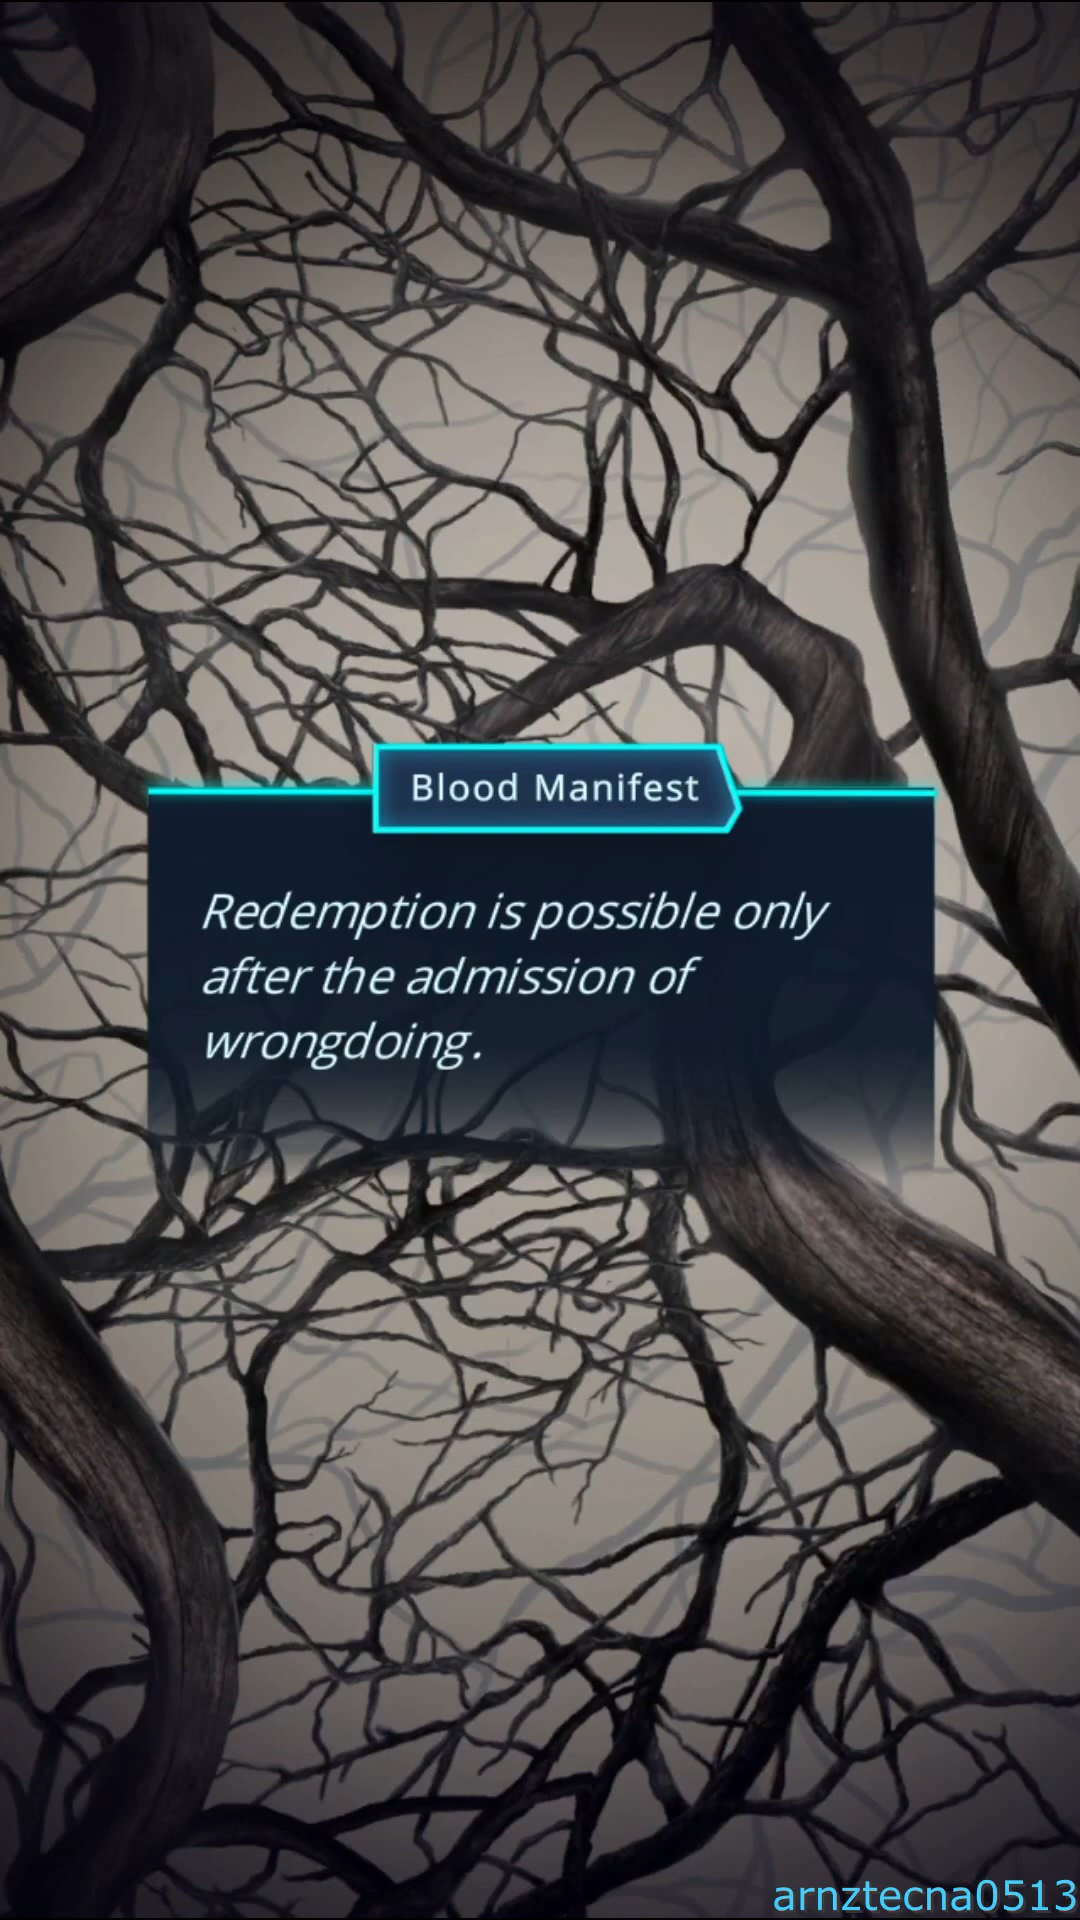 Blood Manifest
Redemption is possible only
after the admission of
wrongdoing.
arnztecna0513